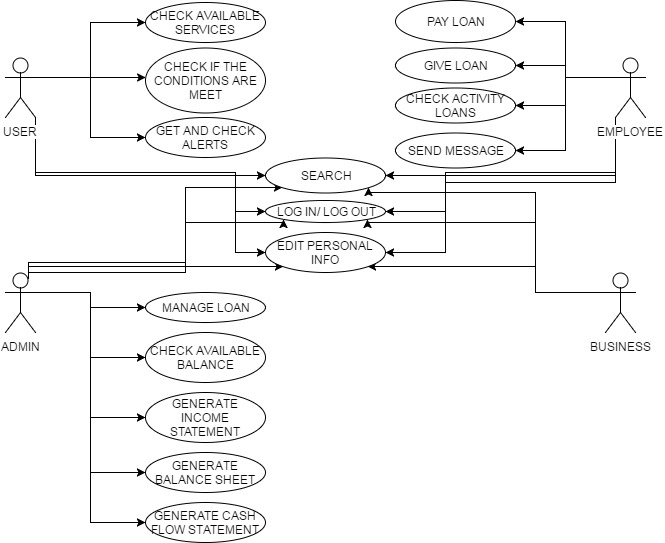 CHECK AVAILABLE
SERVICES
CHECK IF THE
CONDITIONS ARE
MEET
GET AND CHECK
ALERTS
USER
PAY LOAN
GIVE LOAN
CHECK ACTIVITY
LOANS
SEND MESSAGE
EMPLOYEE
SEARCH
LOG IN/ LOG OUT
EDIT PERSONAL
INFO
ADMIN
BUSINESS
MANAGE LOAN
CHECK AVAILABLE
BALANCE
GENERATE
INCOME
STATEMENT
GENERATE
BALANCE SHEET
GENERATE CASH
FLOW STATEMENT